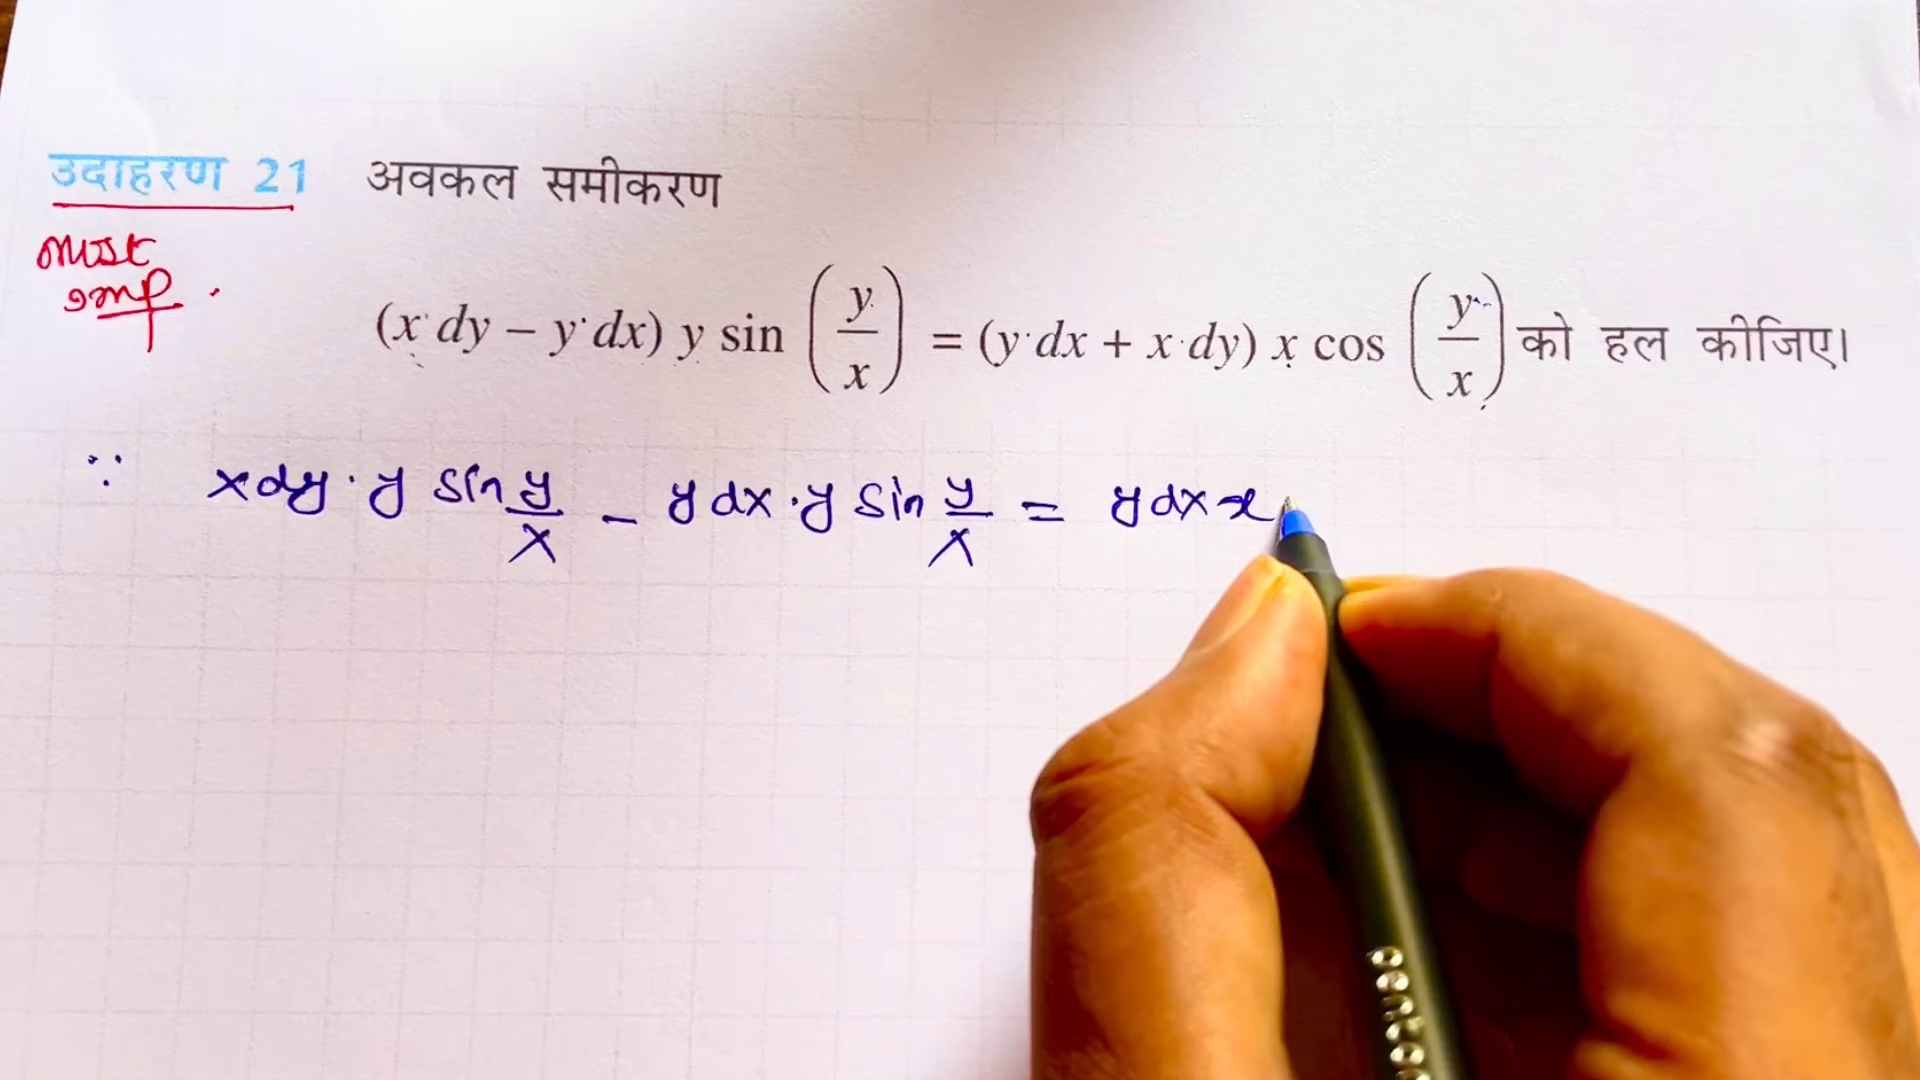 उदाहरण 21 अवकल समीकरण
most
imp.
(x dy – y dx) y sin (y/x) = (y dx + x dy) x cos (y/x) को हल कीजिए।
∵ xdy · y sin y/x – y dx · y sin y/x = y dx x